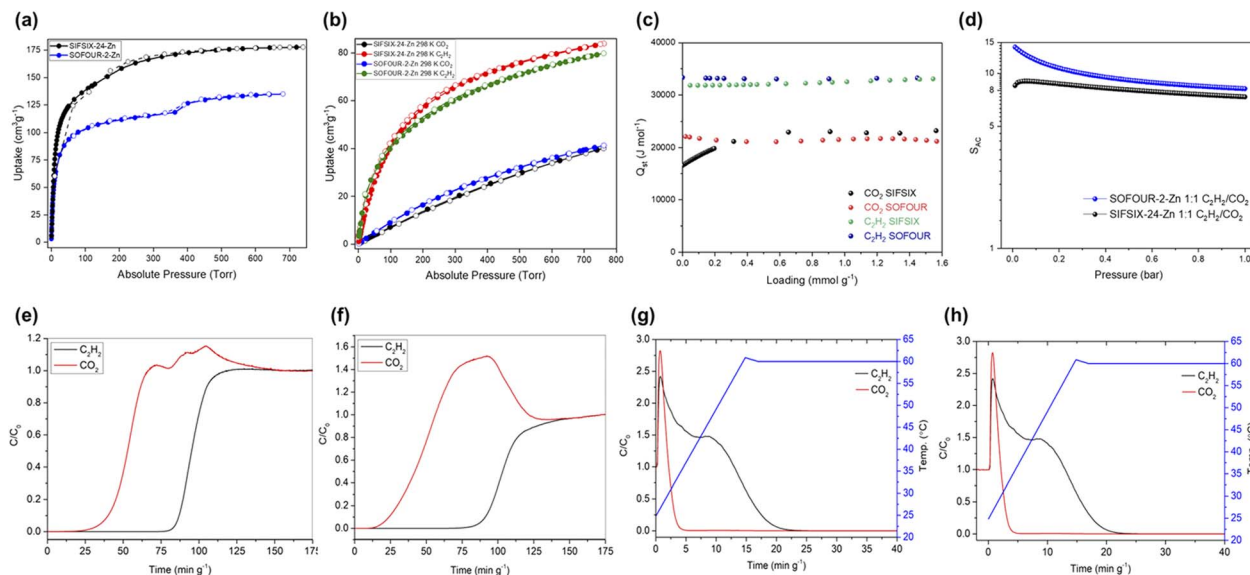 (a)
SIFSIX-24-Zn
SOFOUR-2-Zn
175
150
125
100
75
50
25
0
Uptake (cm³g⁻¹)
0 100 200 300 400 500 600 700
Absolute Pressure (Torr)
(b)
SIFSIX-24-Zn 298 K CO₂
SIFSIX-24-Zn 298 K C₂H₂
SOFOUR-2-Zn 298 K CO₂
SOFOUR-2-Zn 298 K C₂H₂
80
60
40
20
0
Uptake (cm³g⁻¹)
0 100 200 300 400 500 600 700 800
Absolute Pressure (Torr)
(c)
40000
30000
20000
10000
0
Qst (J mol⁻¹)
CO₂ SIFSIX
CO₂ SOFOUR
C₂H₂ SIFSIX
C₂H₂ SOFOUR
0.0 0.2 0.4 0.6 0.8 1.0 1.2 1.4 1.6
Loading (mmol g⁻¹)
(d)
15
10
8
5
1
S_AC
SOFOUR-2-Zn 1:1 C₂H₂/CO₂
SIFSIX-24-Zn 1:1 C₂H₂/CO₂
0.0 0.2 0.4 0.6 0.8 1.0
Pressure (bar)
(e)
C₂H₂
CO₂
1.2
1.0
0.8
0.6
0.4
0.2
0.0
C/C₀
0 25 50 75 100 125 150 175
Time (min g⁻¹)
(f)
C₂H₂
CO₂
1.6
1.4
1.2
1.0
0.8
0.6
0.4
0.2
0.0
C/C₀
0 25 50 75 100 125 150 175
Time (min g⁻¹)
(g)
C₂H₂
CO₂
3.0
2.5
2.0
1.5
1.0
0.5
0.0
C/C₀
65
60
55
50
45
40
35
30
25
20
Temp. (°C)
0 5 10 15 20 25 30 35 40
Time (min g⁻¹)
(h)
C₂H₂
CO₂
3.0
2.5
2.0
1.5
1.0
0.5
0.0
C/C₀
65
60
55
50
45
40
35
30
25
20
Temp. (°C)
0 10 20 30 40
Time (min g⁻¹)